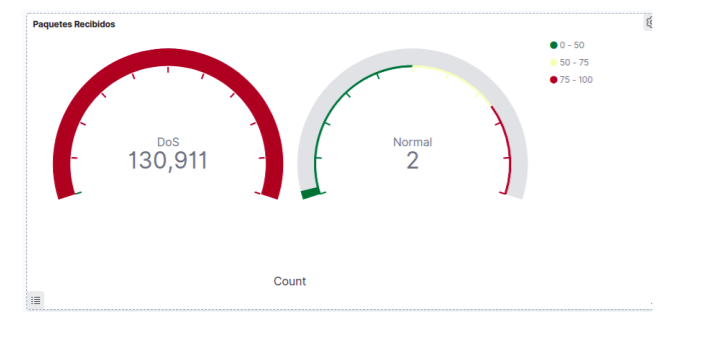 Paquetes Recibidos
DoS
130,911
Normal
2
0 - 50
50 - 75
75 - 100
Count